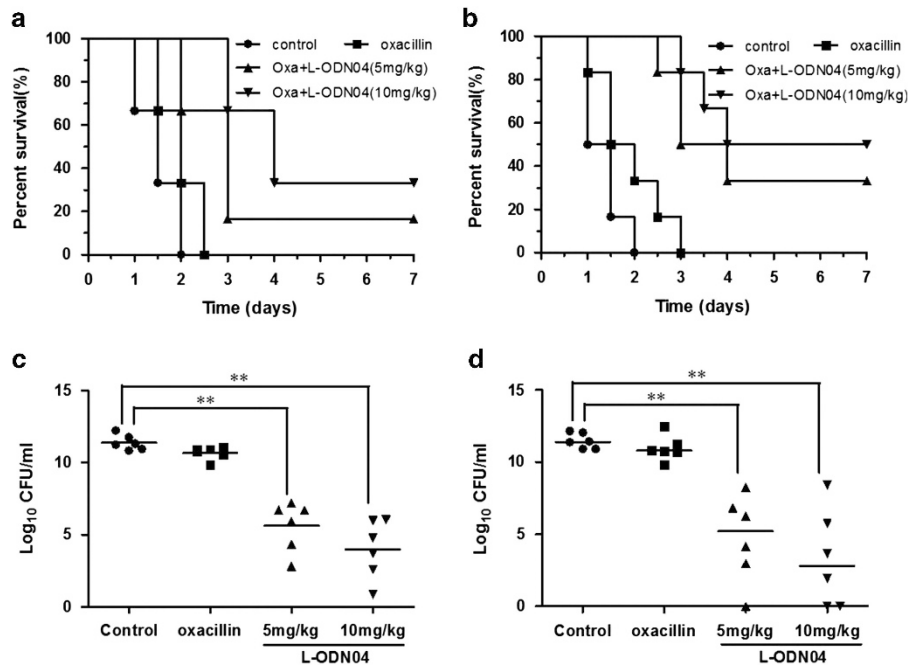 a
control oxacillin
Oxa+L-ODN04(5mg/kg)
Oxa+L-ODN04(10mg/kg)
Percent survival(%)
100
80
60
40
20
0
0 1 2 3 4 5 6 7
Time (days)
b
control oxacillin
Oxa+L-ODN04(5mg/kg)
Oxa+L-ODN04(10mg/kg)
Percent survival(%)
100
80
60
40
20
0
0 1 2 3 4 5 6 7
Time (days)
c
**
**
Log10 CFU/ml
15
10
5
0
Control oxacillin 5mg/kg 10mg/kg
L-ODN04
d
**
**
Log10 CFU/ml
15
10
5
0
Control oxacillin 5mg/kg 10mg/kg
L-ODN04